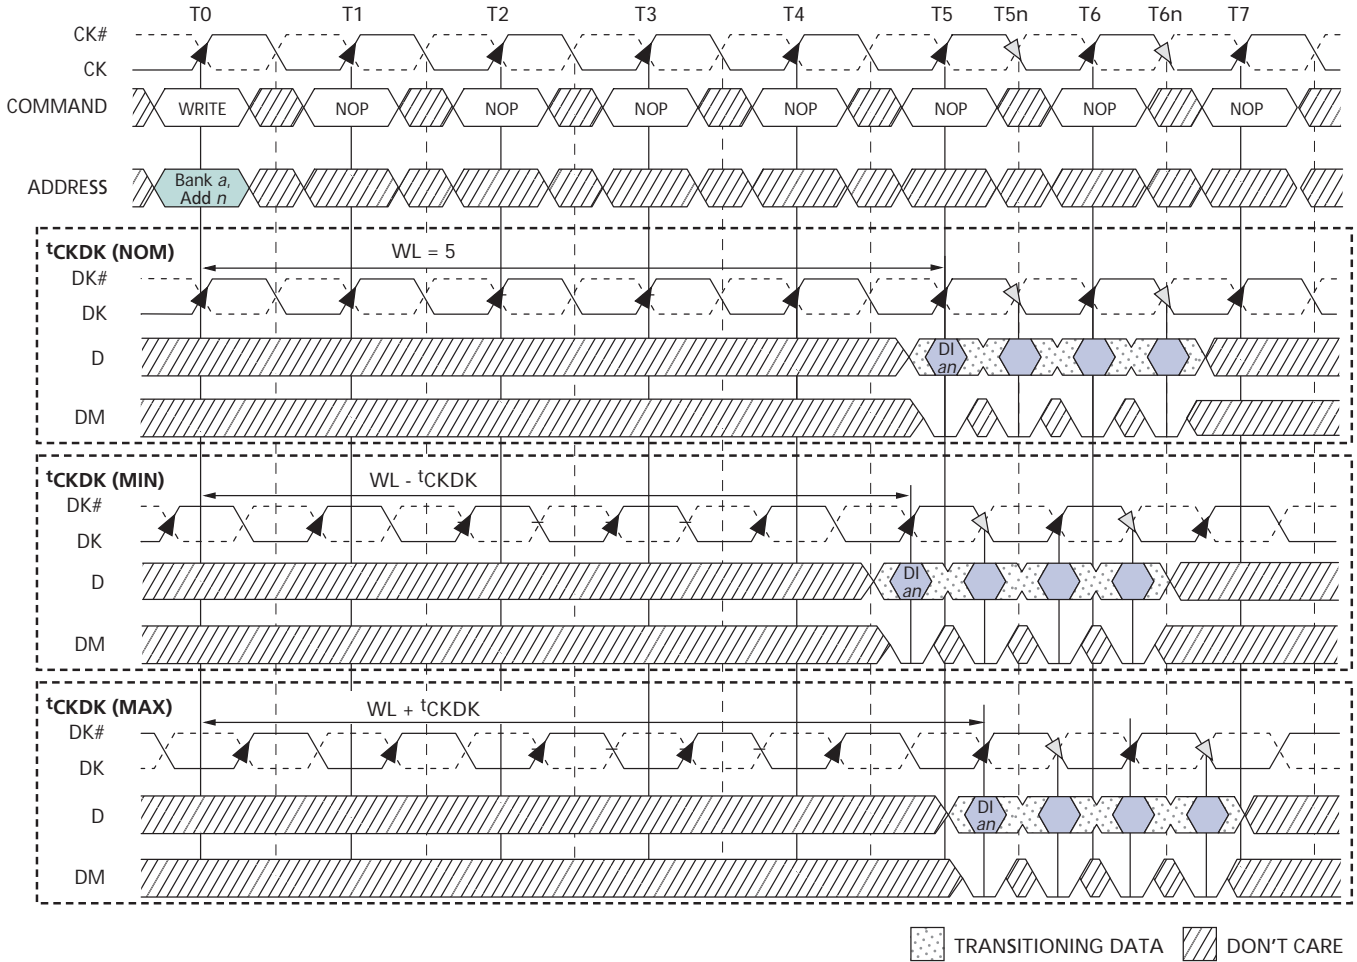 T0 T1 T2 T3 T4 T5 T5n T6 T6n T7
CK#
CK
COMMAND WRITE NOP NOP NOP NOP NOP NOP NOP
ADDRESS Bank a,
Add n
tCKDK (NOM)
WL = 5
DK#
DK
D DI
an
DM
tCKDK (MIN)
WL - tCKDK
DK#
DK
D DI
an
DM
tCKDK (MAX)
WL + tCKDK
DK#
DK
D DI
an
DM
TRANSITIONING DATA DON'T CARE